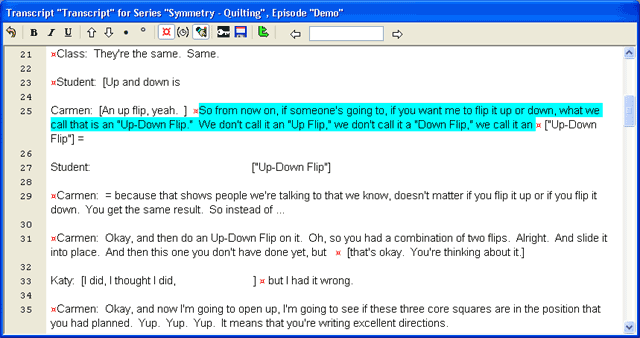 Transcript "Transcript" for Series "Symmetry - Quilting", Episode "Demo"
B I U
21 ¤Class: They're the same. Same.
22
23 ¤Student: [Up and down is
24
25 Carmen: [An up flip, yeah. ] ¤So from now on, if someone's going to, if you want me to flip it up or down, what we
call that is an "Up-Down Flip." We don't call it an "Up Flip," we don't call it a "Down Flip," we call it an ¤ ["Up-Down
Flip"] =
26
27 Student: ["Up-Down Flip"]
28
29 ¤Carmen: = because that shows people we're talking to that we know, doesn't matter if you flip it up or if you flip it
down. You get the same result. So instead of ...
30
31 ¤Carmen: Okay, and then do an Up-Down Flip on it. Oh, so you had a combination of two flips. Alright. And slide it
into place. And then this one you don't have done yet, but ¤ [that's okay. You're thinking about it.]
32
33 Katy: [I did, I thought I did, ] ¤ but I had it wrong.
34
35 ¤Carmen: Okay, and now I'm going to open up, I'm going to see if these three core squares are in the position that
you had planned. Yup. Yup. Yup. It means that you're writing excellent directions.